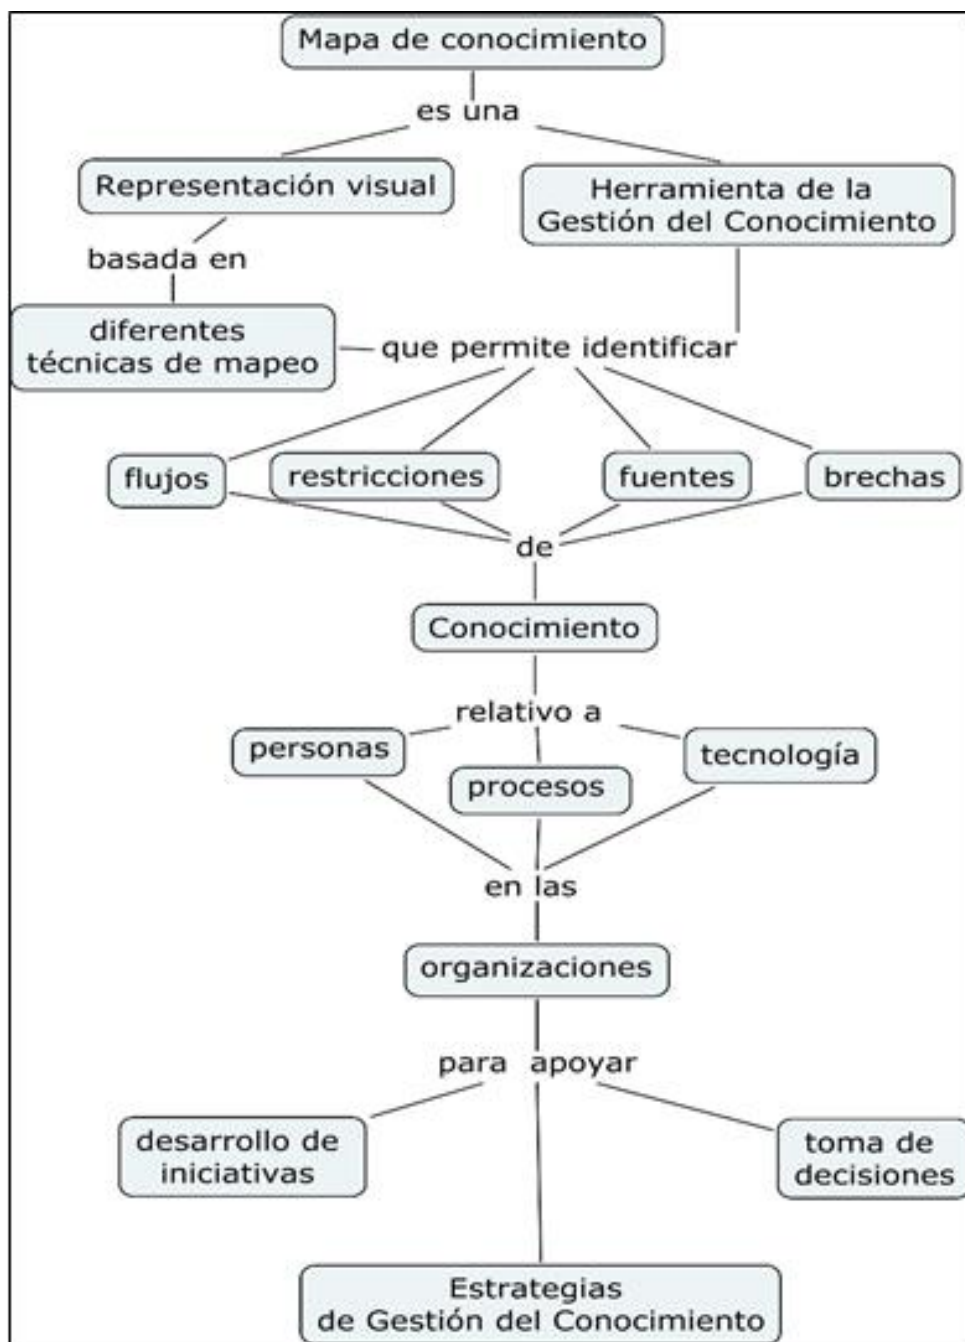 Mapa de conocimiento
es una
Representación visual
Herramienta de la
Gestión del Conocimiento
basada en
diferentes
técnicas de mapeo
que permite identificar
flujos
restricciones
fuentes
brechas
de
Conocimiento
relativo a
personas
procesos
tecnología
en las
organizaciones
para apoyar
desarrollo de
iniciativas
toma de
decisiones
Estrategias
de Gestión del Conocimiento